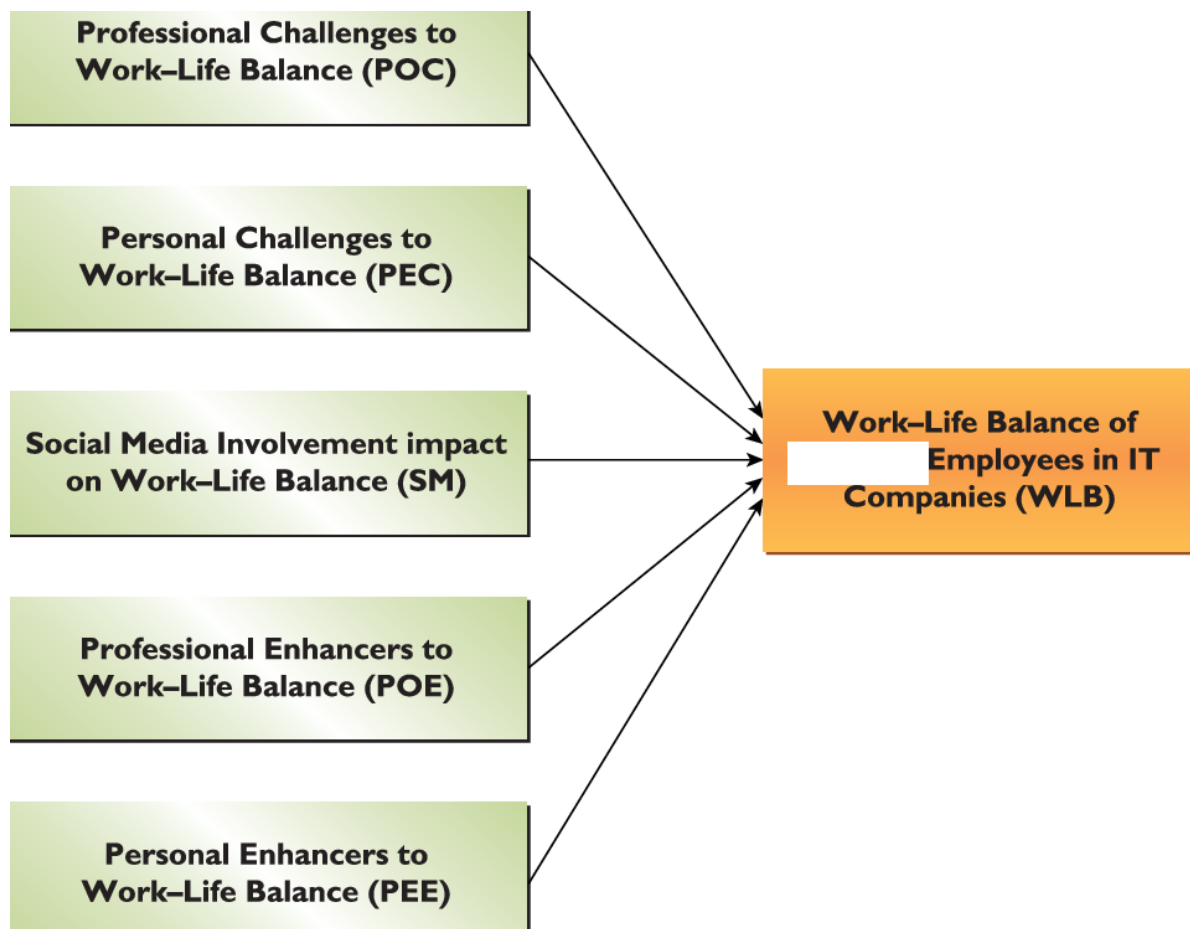 Professional Challenges to
Work–Life Balance (POC)
Personal Challenges to
Work–Life Balance (PEC)
Social Media Involvement impact
on Work–Life Balance (SM)
Professional Enhancers to
Work–Life Balance (POE)
Personal Enhancers to
Work–Life Balance (PEE)
Work–Life Balance of
Employees in IT
Companies (WLB)